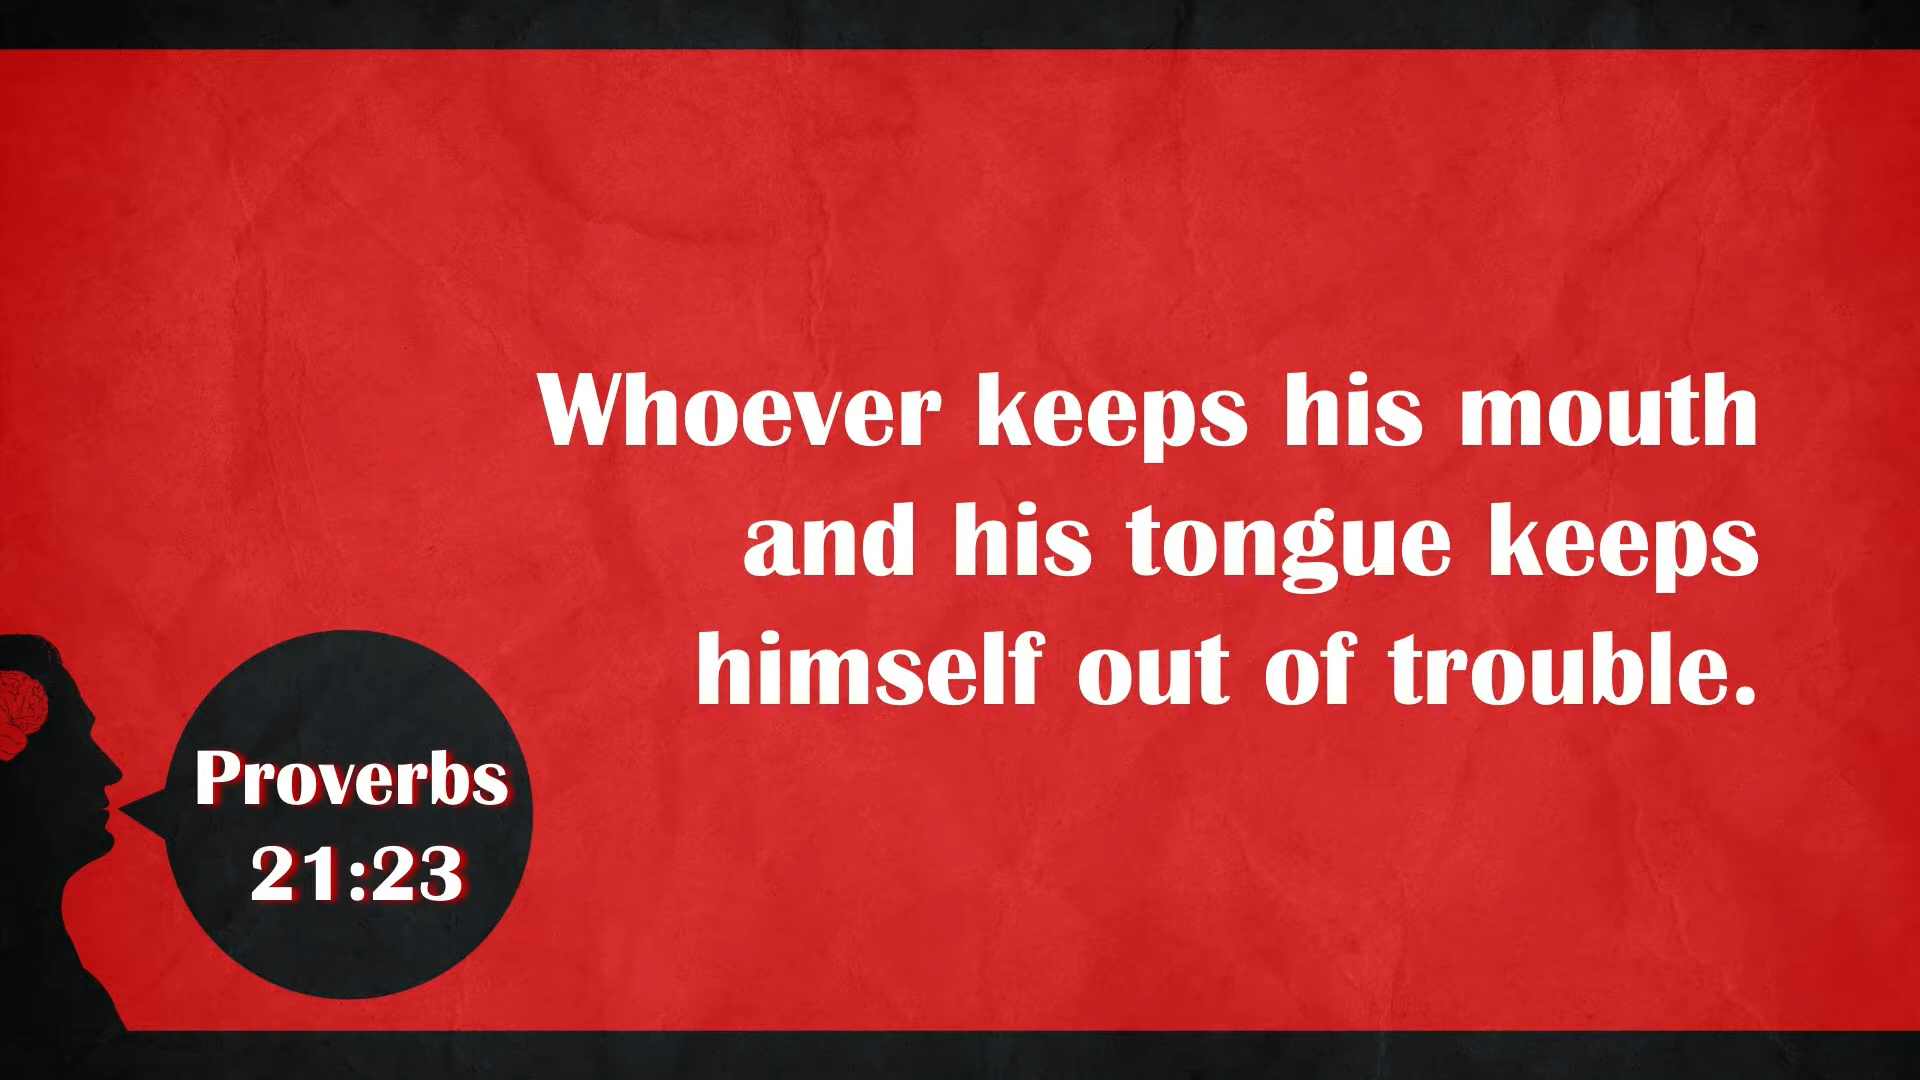 Whoever keeps his mouth
and his tongue keeps
himself out of trouble.
Proverbs
21:23